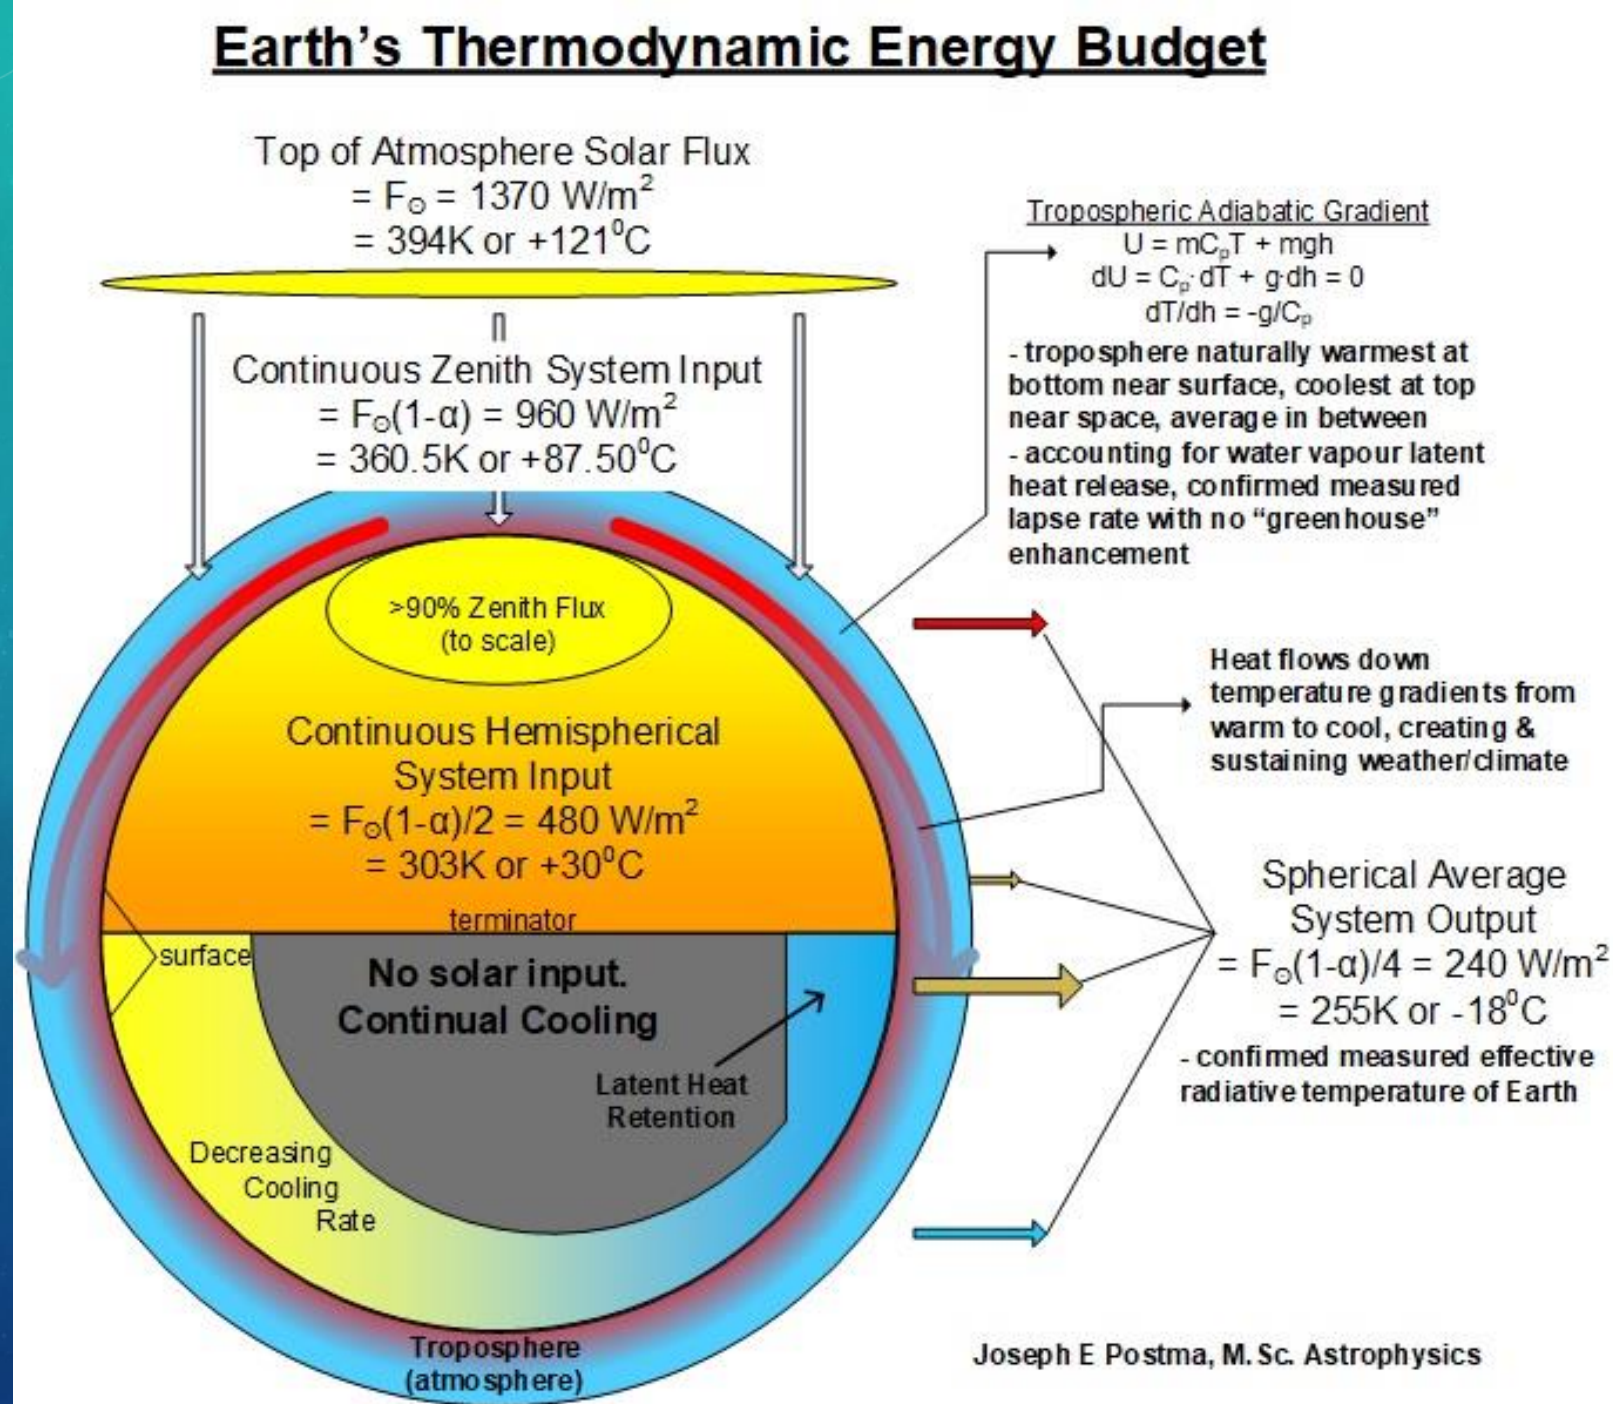 Earth's Thermodynamic Energy Budget
Top of Atmosphere Solar Flux
= F☉ = 1370 W/m²
= 394K or +121⁰C
Continuous Zenith System Input
= F☉(1-α) = 960 W/m²
= 360.5K or +87.50⁰C
>90% Zenith Flux
(to scale)
Continuous Hemispherical
System Input
= F☉(1-α)/2 = 480 W/m²
= 303K or +30⁰C
terminator
surface
No solar input.
Continual Cooling
Latent Heat
Retention
Decreasing
Cooling
Rate
Troposphere
(atmosphere)
Tropospheric Adiabatic Gradient
U = mCₚT + mgh
dU = Cₚ·dT + g·dh = 0
dT/dh = -g/Cₚ
- troposphere naturally warmest at
bottom near surface, coolest at top
near space, average in between
- accounting for water vapour latent
heat release, confirmed measured
lapse rate with no “greenhouse”
enhancement
Heat flows down
temperature gradients from
warm to cool, creating &
sustaining weather/climate
Spherical Average
System Output
= F☉(1-α)/4 = 240 W/m²
= 255K or -18⁰C
- confirmed measured effective
radiative temperature of Earth
Joseph E Postma, M.Sc. Astrophysics